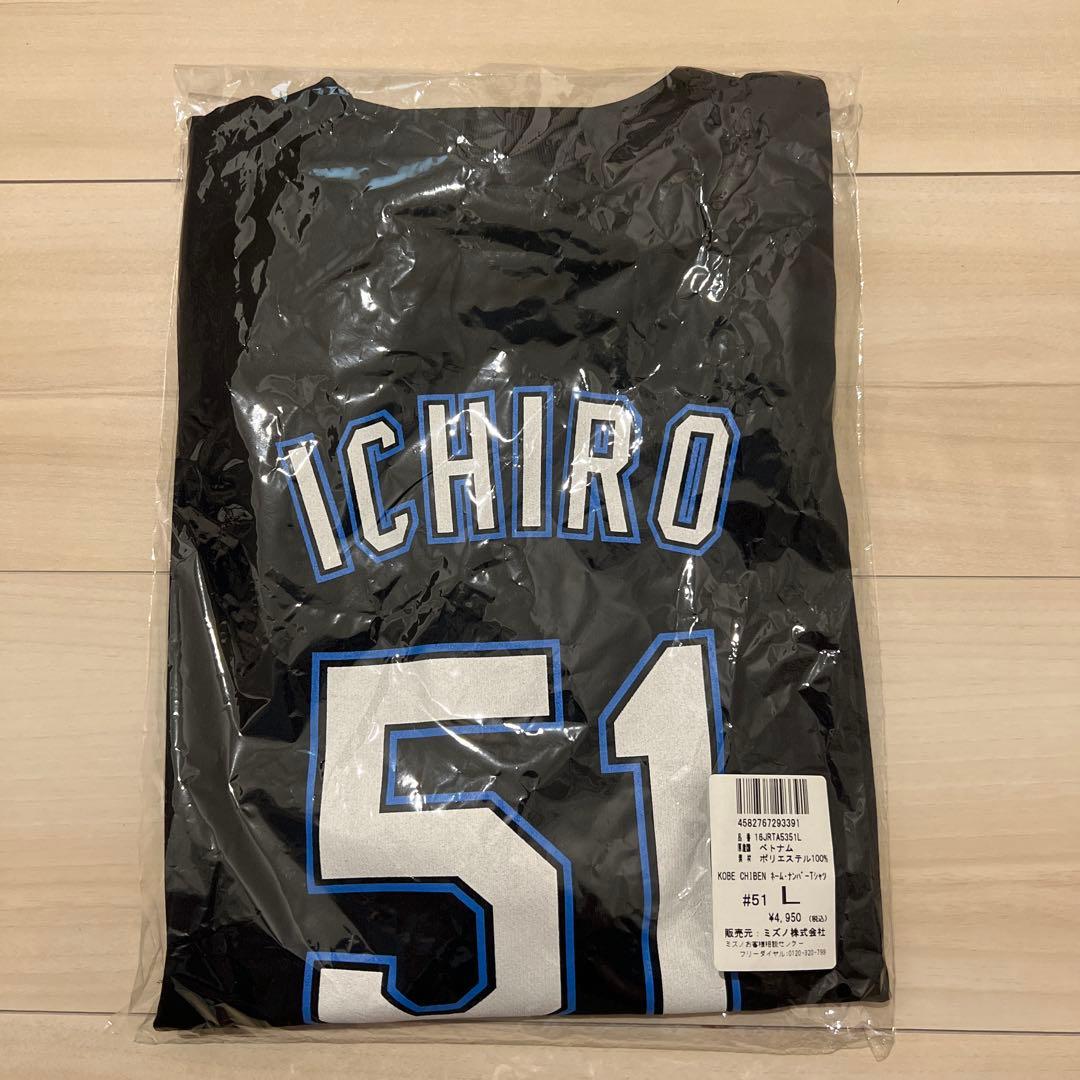 ICHIRO
51
4582767293391
品番 16JRTA5351L
原産国 ベトナム
素材 ポリエステル100%
KOBE CHIBEN ネーム・ナンバーTシャツ
#51 L
¥4,950 (税込)
販売元:ミズノ株式会社
ミズノお客様相談センター
フリーダイヤル:0120-320-799